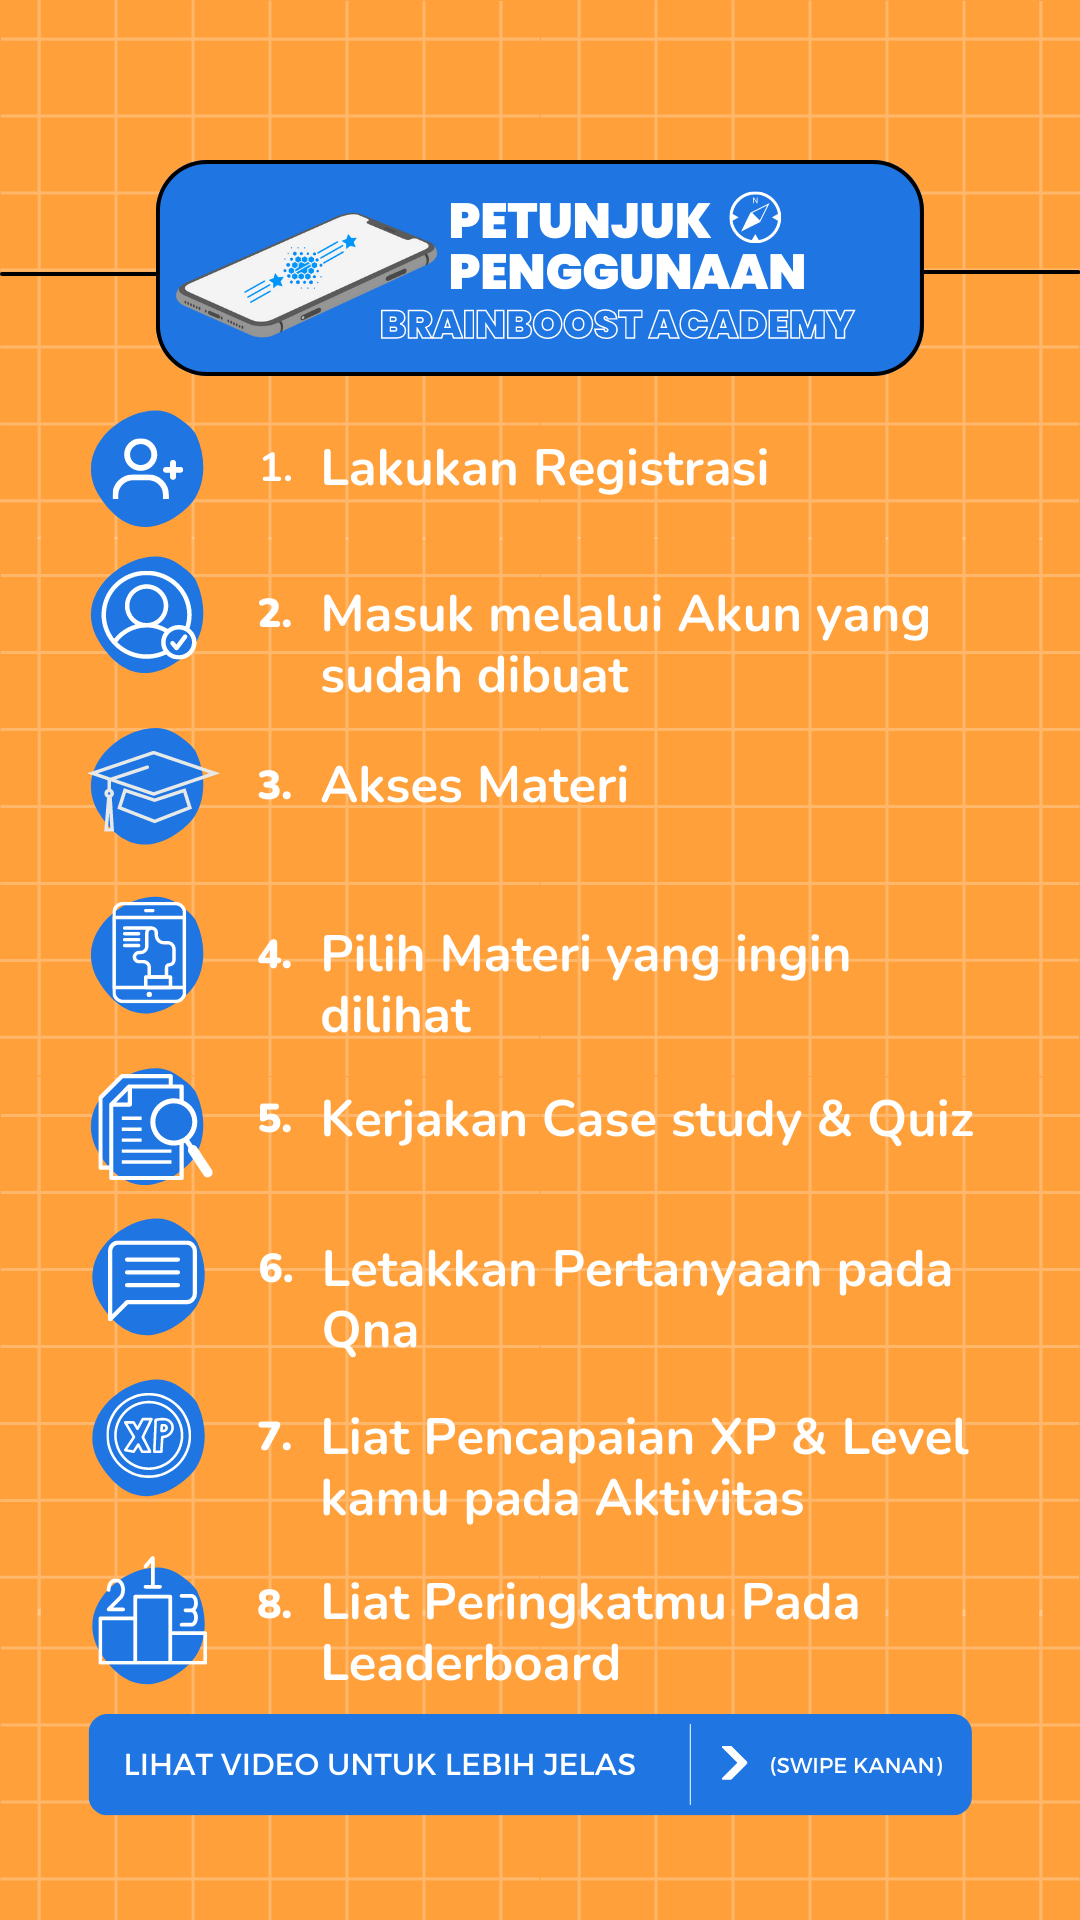 PETUNJUK
N
PENGGUNAAN
BRAINBOOST ACADEMY
1. Lakukan Registrasi
2. Masuk melalui Akun yang
sudah dibuat
3. Akses Materi
4. Pilih Materi yang ingin
dilihat
5. Kerjakan Case study & Quiz
6. Letakkan Pertanyaan pada
Qna
XP
7. Liat Pencapaian XP & Level
kamu pada Aktivitas
1
2
3
8. Liat Peringkatmu Pada
Leaderboard
LIHAT VIDEO UNTUK LEBIH JELAS
(SWIPE KANAN)